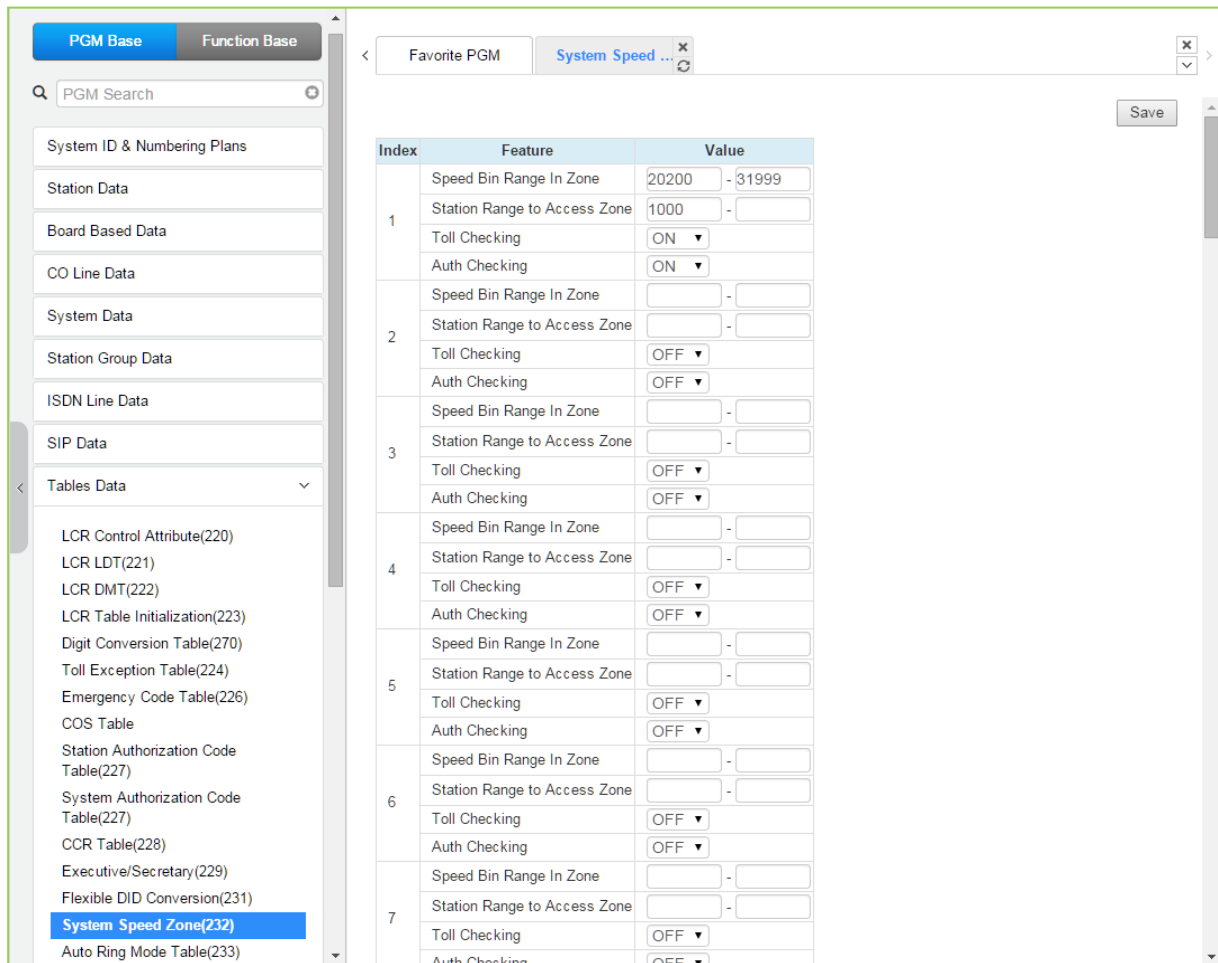 PGM Base Function Base
PGM Search
System ID & Numbering Plans
Station Data
Board Based Data
CO Line Data
System Data
Station Group Data
ISDN Line Data
SIP Data
Tables Data
LCR Control Attribute(220)
LCR LDT(221)
LCR DMT(222)
LCR Table Initialization(223)
Digit Conversion Table(270)
Toll Exception Table(224)
Emergency Code Table(226)
COS Table
Station Authorization Code
Table(227)
System Authorization Code
Table(227)
CCR Table(228)
Executive/Secretary(229)
Flexible DID Conversion(231)
System Speed Zone(232)
Auto Ring Mode Table(233)
Favorite PGM System Speed ...
Save
Index Feature Value
1
Speed Bin Range In Zone 20200 - 31999
Station Range to Access Zone 1000 -
Toll Checking ON
Auth Checking ON
2
Speed Bin Range In Zone -
Station Range to Access Zone -
Toll Checking OFF
Auth Checking OFF
3
Speed Bin Range In Zone -
Station Range to Access Zone -
Toll Checking OFF
Auth Checking OFF
4
Speed Bin Range In Zone -
Station Range to Access Zone -
Toll Checking OFF
Auth Checking OFF
5
Speed Bin Range In Zone -
Station Range to Access Zone -
Toll Checking OFF
Auth Checking OFF
6
Speed Bin Range In Zone -
Station Range to Access Zone -
Toll Checking OFF
Auth Checking OFF
7
Speed Bin Range In Zone -
Station Range to Access Zone -
Toll Checking OFF
Auth Checking OFF